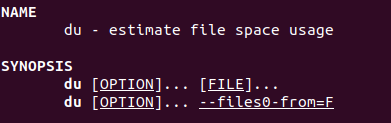 NAME
du - estimate file space usage
SYNOPSIS
du [OPTION]... [FILE]...
du [OPTION]... --files0-from=F